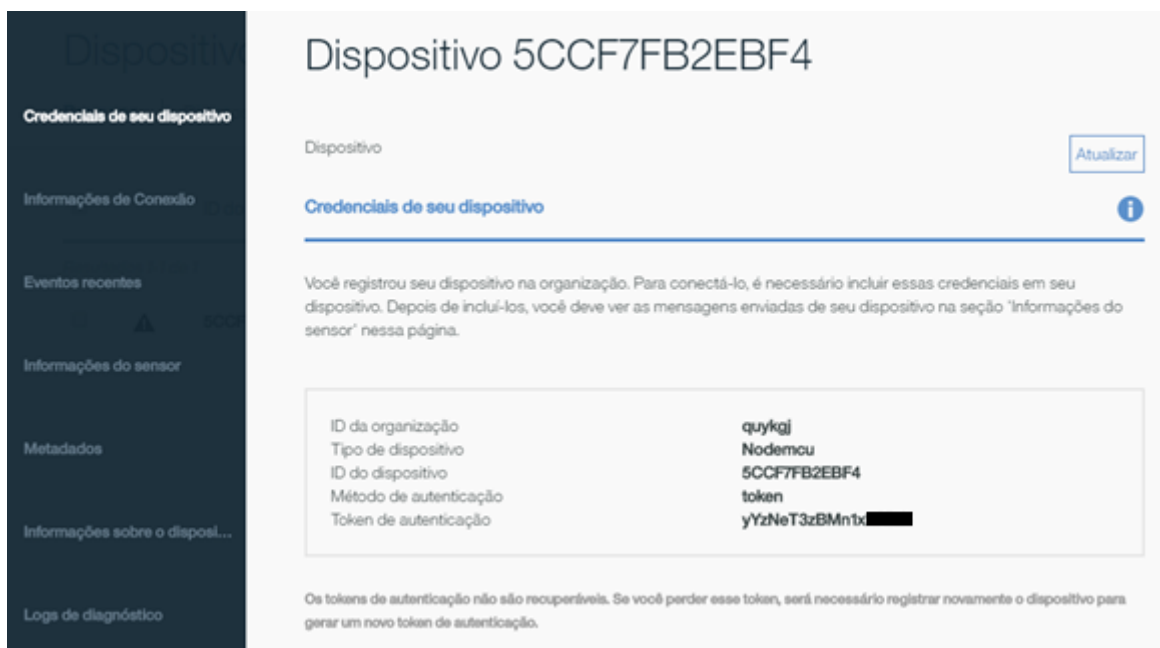 Dispositivo 5CCF7FB2EBF4
Credenciais de seu dispositivo
Informações de Conexão
Eventos recentes
Informações do sensor
Metadados
Informações sobre o disposi...
Logs de diagnóstico
Dispositivo
Atualizar
Credenciais de seu dispositivo
Você registrou seu dispositivo na organização. Para conectá-lo, é necessário incluir essas credenciais em seu
dispositivo. Depois de incluí-los, você deve ver as mensagens enviadas de seu dispositivo na seção 'Informações do
sensor' nessa página.
ID da organização quykgj
Tipo de dispositivo Nodemcu
ID do dispositivo 5CCF7FB2EBF4
Método de autenticação token
Token de autenticação yYzNeT3zBMn1x
Os tokens de autenticação não são recuperáveis. Se você perder esse token, será necessário registrar novamente o dispositivo para
gerar um novo token de autenticação.